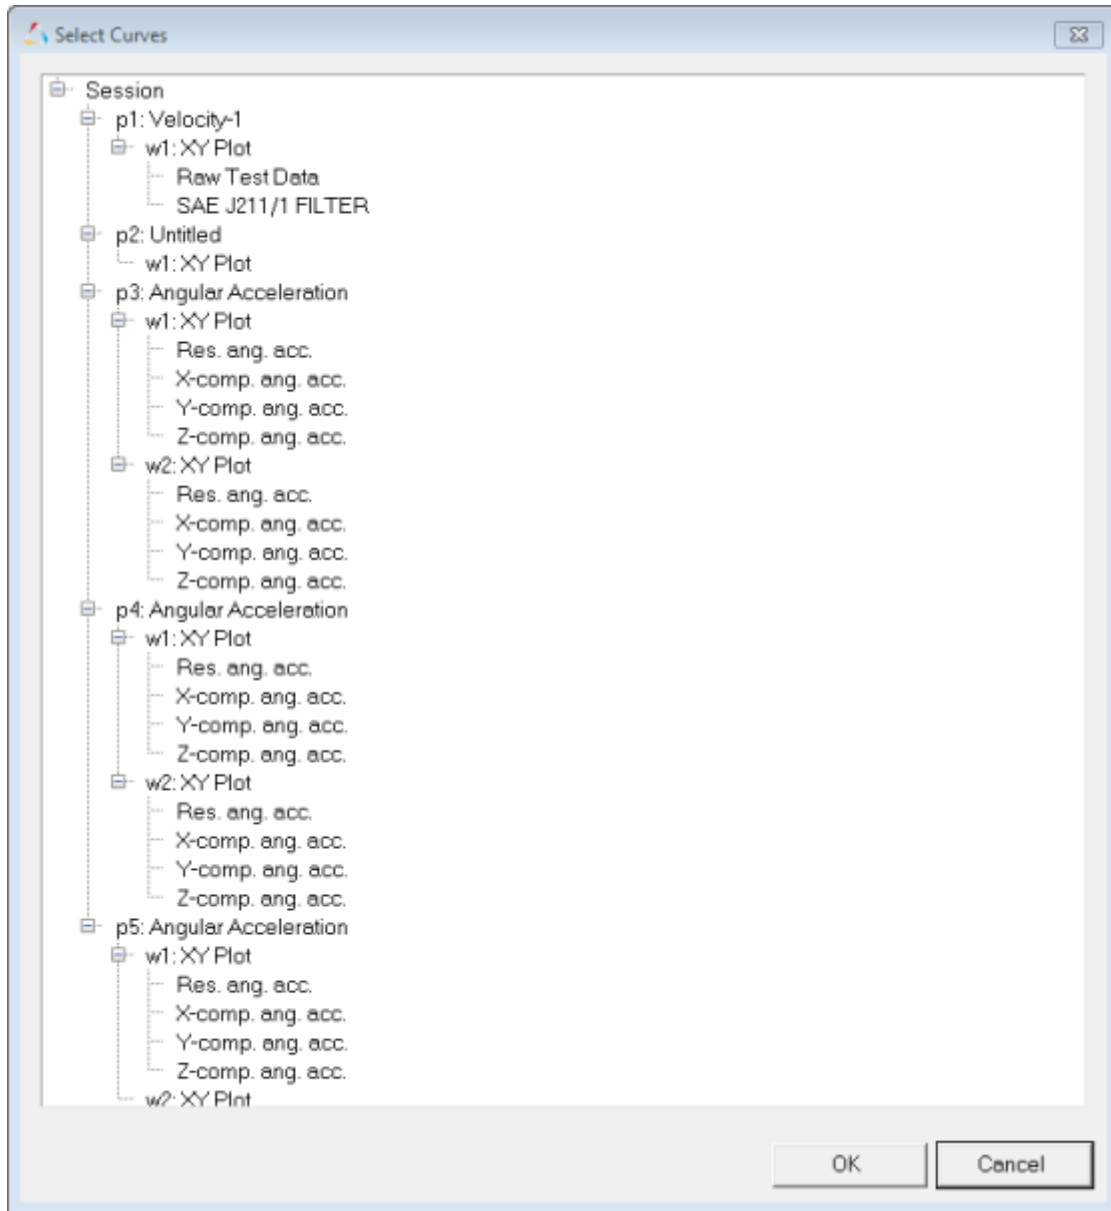 Select Curves
Session
p1: Velocity-1
w1: XY Plot
Raw Test Data
SAE J211/1 FILTER
p2: Untitled
w1: XY Plot
p3: Angular Acceleration
w1: XY Plot
Res. ang. acc.
X-comp. ang. acc.
Y-comp. ang. acc.
Z-comp. ang. acc.
w2: XY Plot
Res. ang. acc.
X-comp. ang. acc.
Y-comp. ang. acc.
Z-comp. ang. acc.
p4: Angular Acceleration
w1: XY Plot
Res. ang. acc.
X-comp. ang. acc.
Y-comp. ang. acc.
Z-comp. ang. acc.
w2: XY Plot
Res. ang. acc.
X-comp. ang. acc.
Y-comp. ang. acc.
Z-comp. ang. acc.
p5: Angular Acceleration
w1: XY Plot
Res. ang. acc.
X-comp. ang. acc.
Y-comp. ang. acc.
Z-comp. ang. acc.
w2: XY Plot
OK Cancel